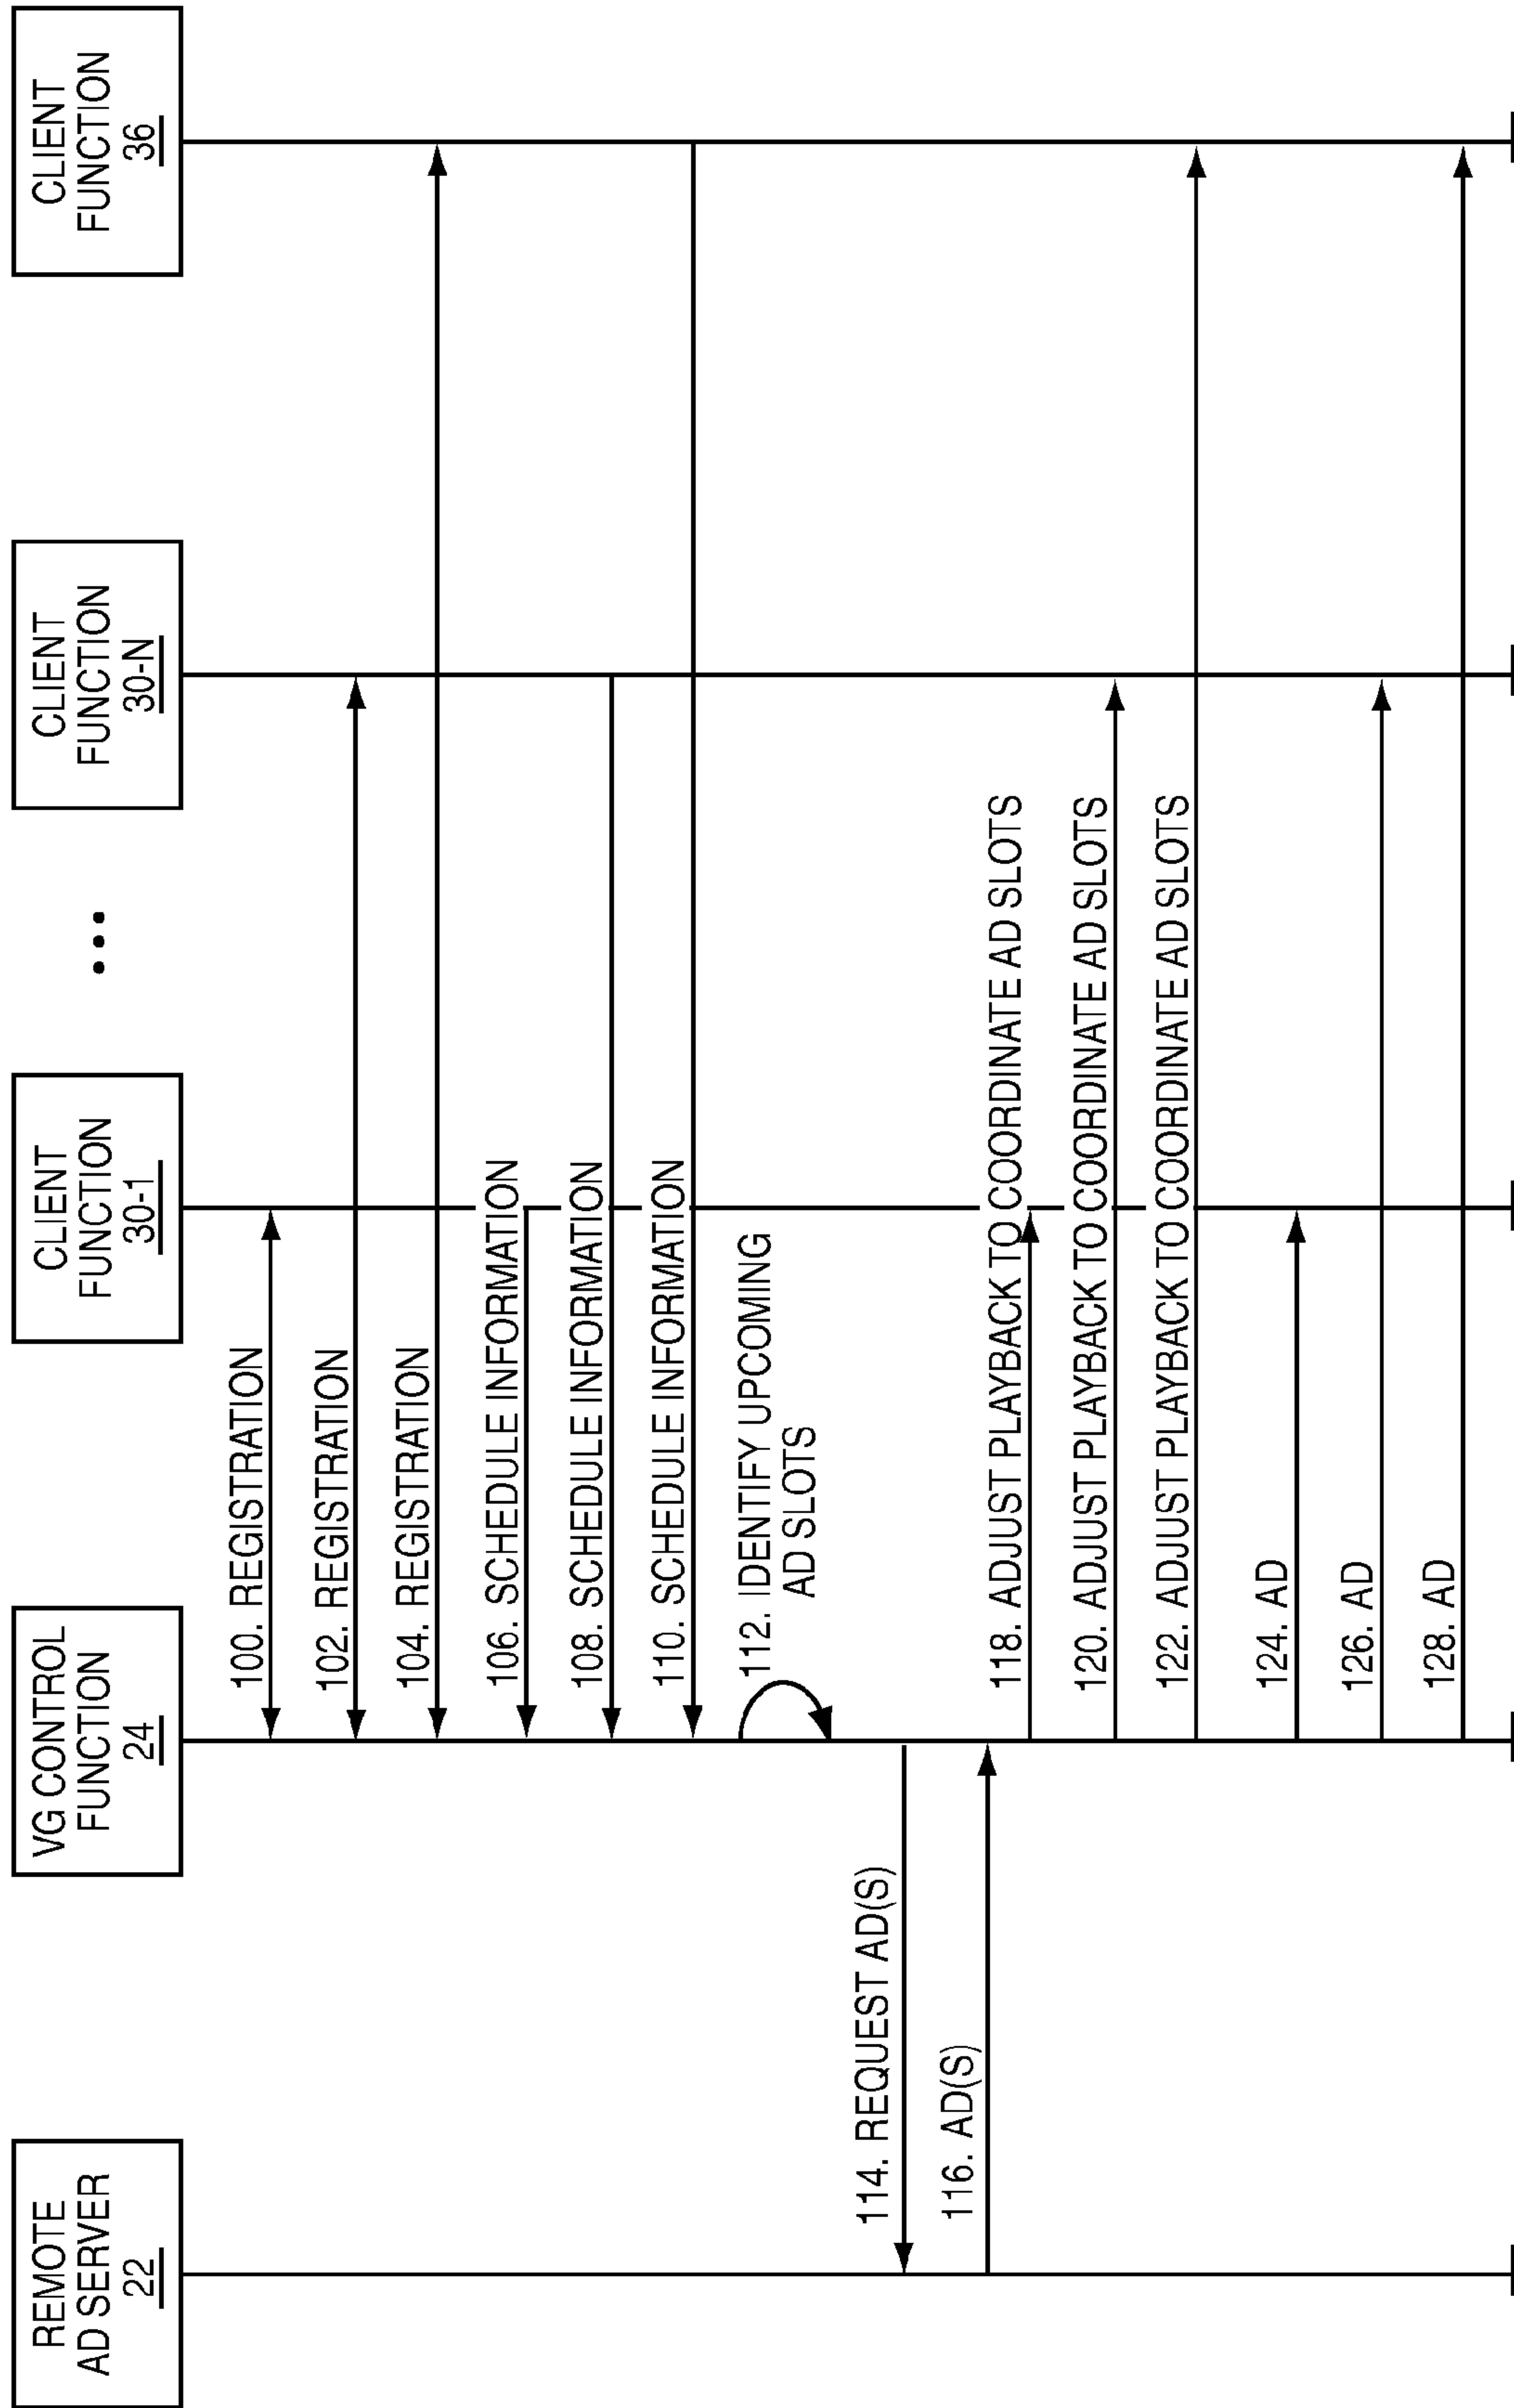 REMOTE
AD SERVER
22
VG CONTROL
FUNCTION
24
CLIENT
FUNCTION
30-1
...
CLIENT
FUNCTION
30-N
CLIENT
FUNCTION
36
100. REGISTRATION
102. REGISTRATION
104. REGISTRATION
106. SCHEDULE INFORMATION
108. SCHEDULE INFORMATION
110. SCHEDULE INFORMATION
112. IDENTIFY UPCOMING
AD SLOTS
114. REQUEST AD(S)
116. AD(S)
118. ADJUST PLAYBACK TO COORDINATE AD SLOTS
120. ADJUST PLAYBACK TO COORDINATE AD SLOTS
122. ADJUST PLAYBACK TO COORDINATE AD SLOTS
124. AD
126. AD
128. AD